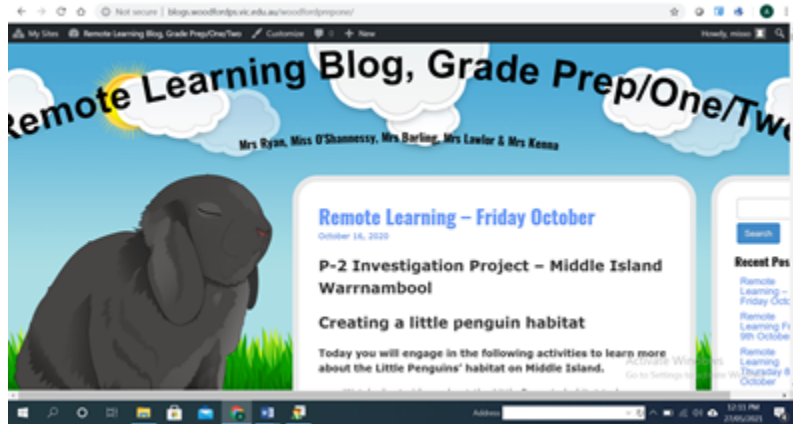 Not secure | blogs.woodfordps.vic.edu.au/woodfordprepone/
My Sites Remote Learning Blog, Grade Prep/One/Two Customize 0 New Howdy, misso
Remote Learning Blog, Grade Prep/One/Two
Mrs Ryan, Miss O'Shannessy, Mrs Barling, Mrs Lawlor & Mrs Kenna
Remote Learning – Friday October
October 16, 2020
P-2 Investigation Project – Middle Island
Warrnambool
Creating a little penguin habitat
Today you will engage in the following activities to learn more
about the Little Penguins' habitat on Middle Island.
Search
Recent Pos
Remote
Learning –
Friday Octo
Remote
Learning Fr
9th October
Remote
Learning
Thursday 8
October
Activate Windows
Go to Settings to activate
Address
12:11 PM
27/05/2021